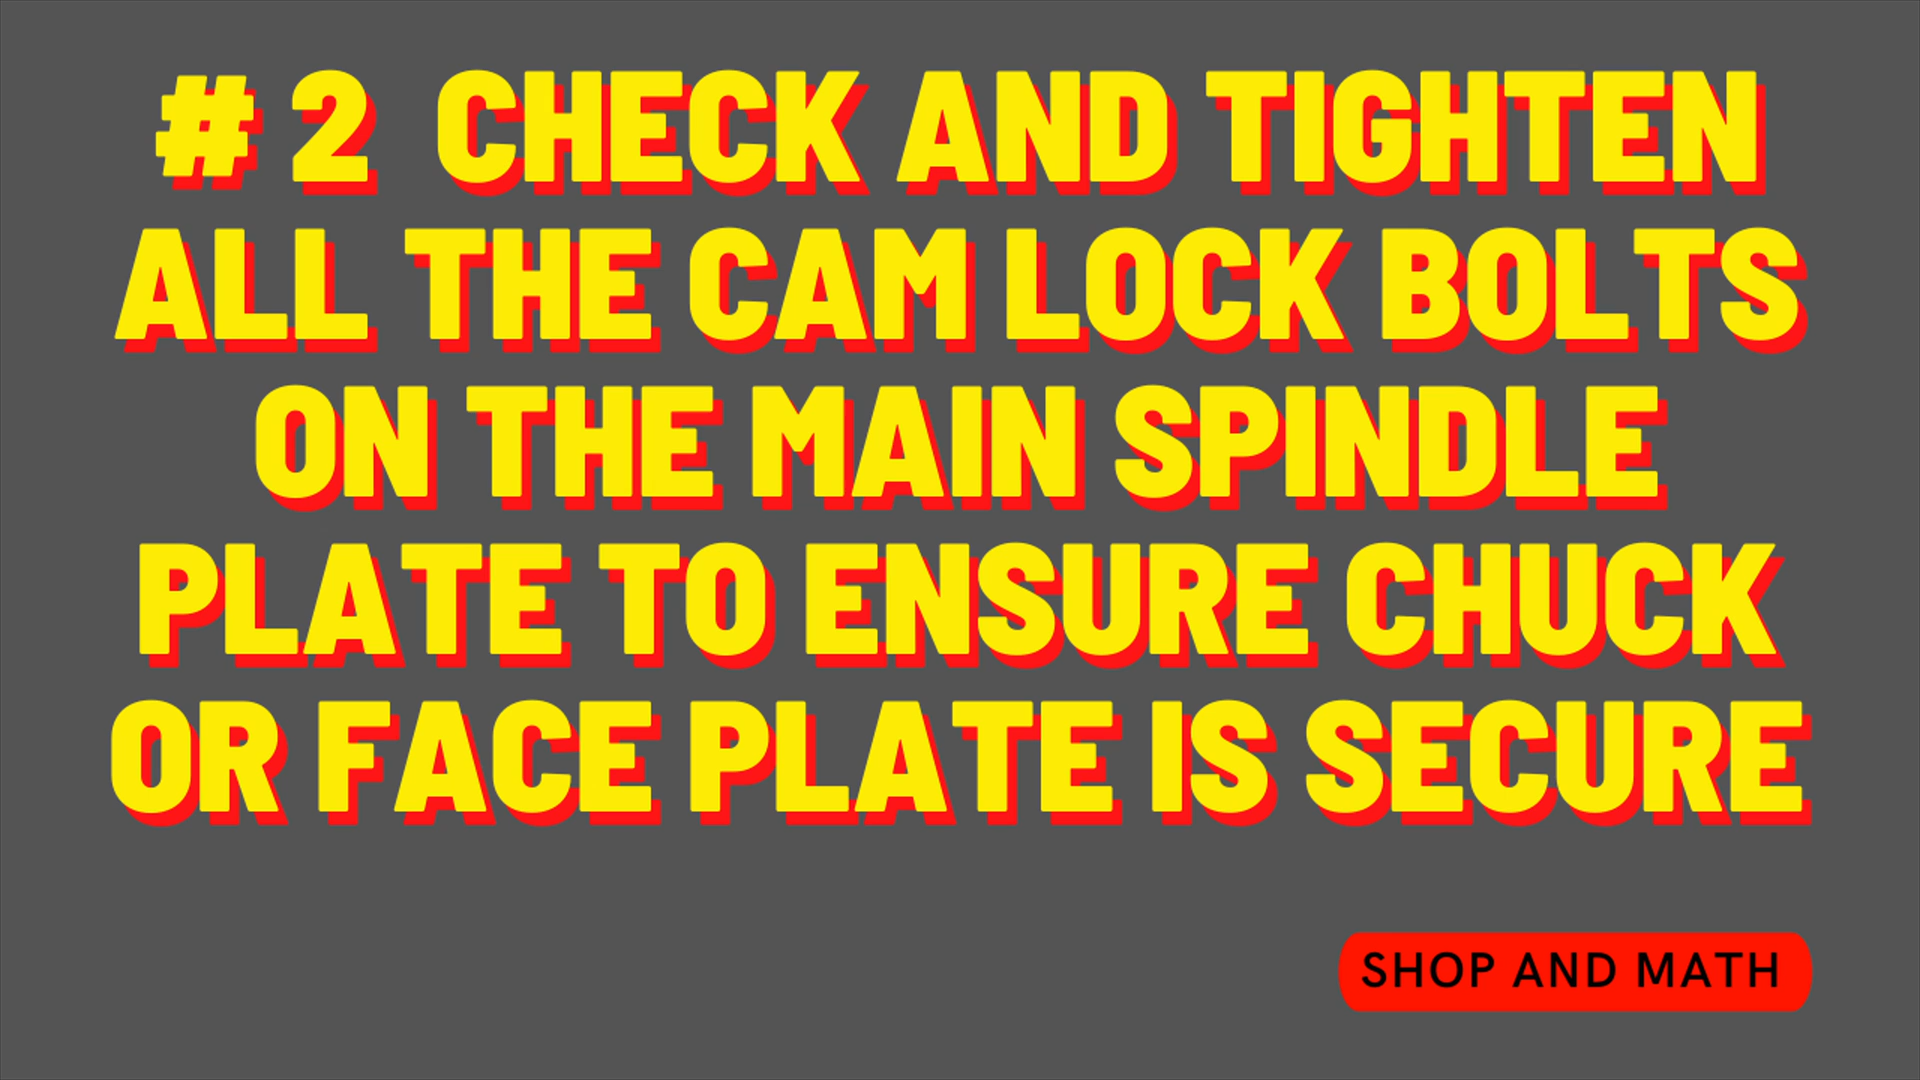 # 2 CHECK AND TIGHTEN
ALL THE CAM LOCK BOLTS
ON THE MAIN SPINDLE
PLATE TO ENSURE CHUCK
OR FACE PLATE IS SECURE
SHOP AND MATH